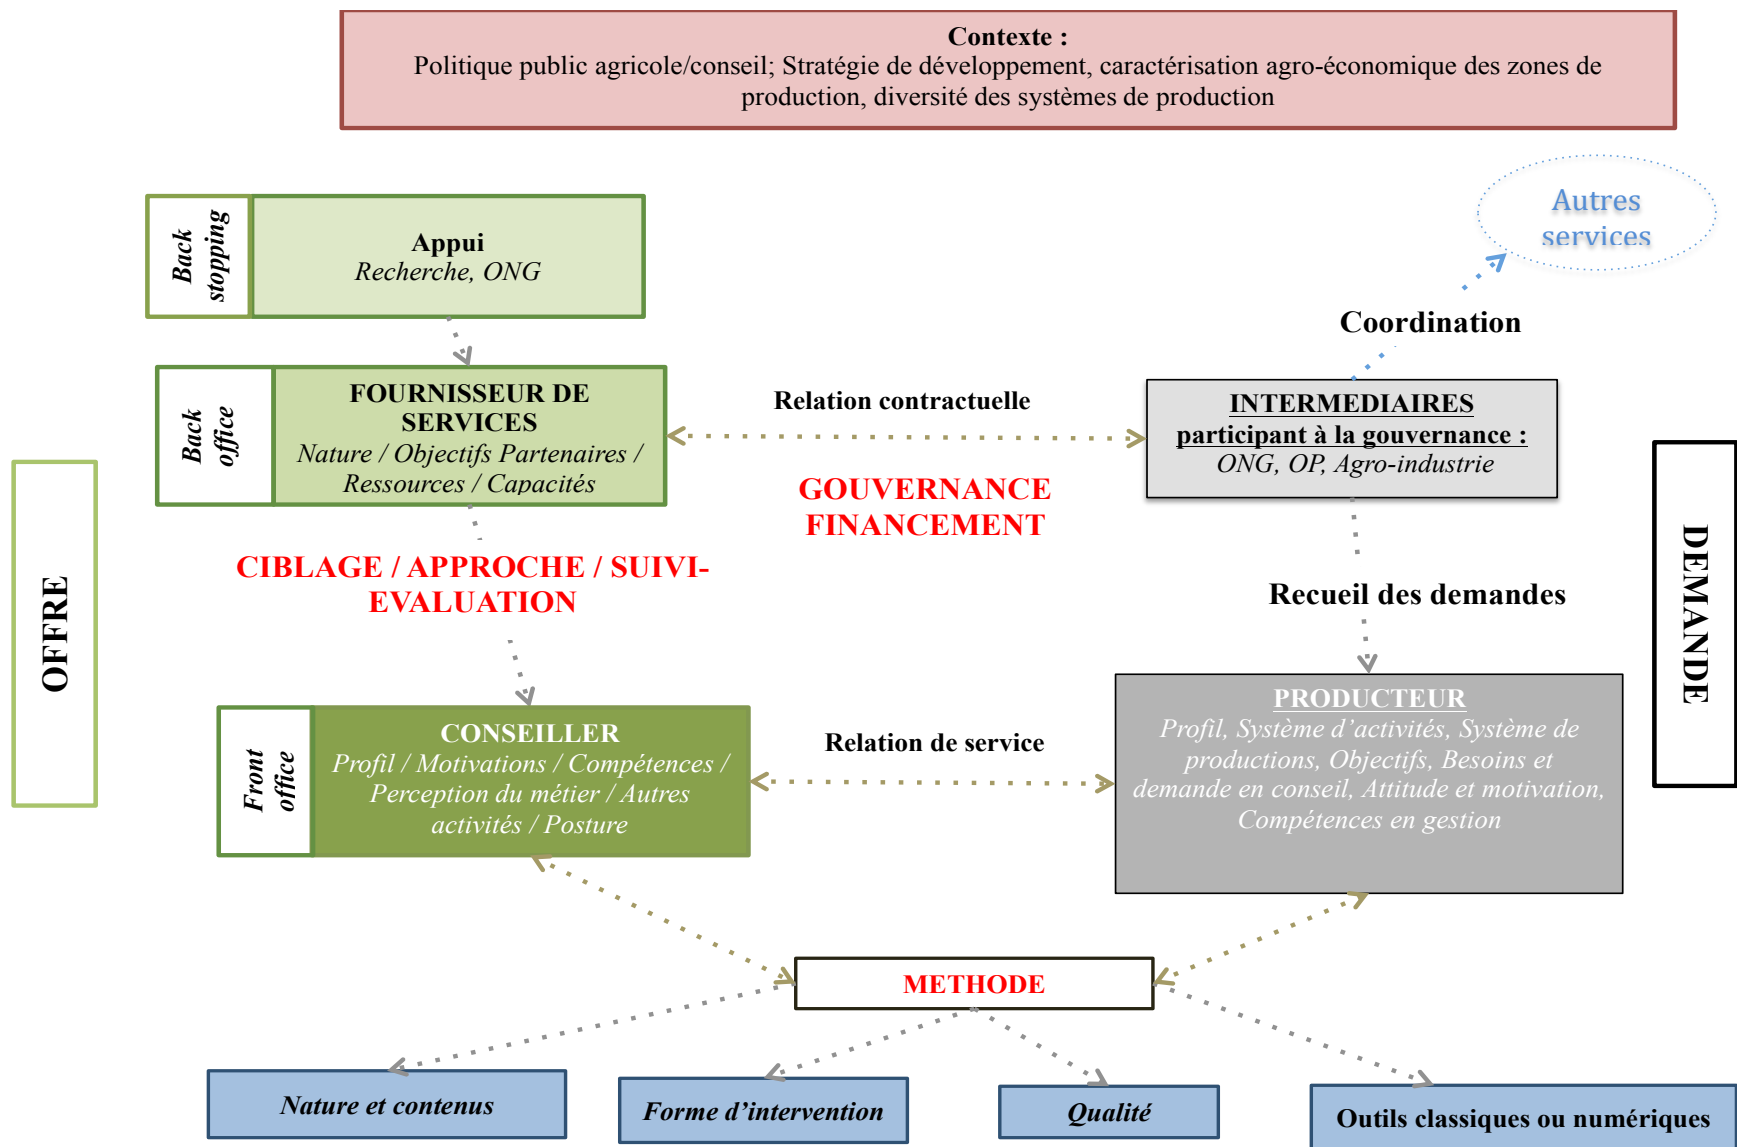 Contexte :
Politique public agricole/conseil; Stratégie de développement, caractérisation agro-économique des zones de
production, diversité des systèmes de production
Autres
services
Back
stopping
Appui
Recherche, ONG
Coordination
Back
office
FOURNISSEUR DE
SERVICES
Nature / Objectifs Partenaires /
Ressources / Capacités
Relation contractuelle
INTERMEDIAIRES
participant à la gouvernance :
ONG, OP, Agro-industrie
GOUVERNANCE
FINANCEMENT
OFFRE
DEMANDE
CIBLAGE / APPROCHE / SUIVI-
EVALUATION
Recueil des demandes
Front
office
CONSEILLER
Profil / Motivations / Compétences /
Perception du métier / Autres
activités / Posture
Relation de service
PRODUCTEUR
Profil, Système d’activités, Système de
productions, Objectifs, Besoins et
demande en conseil, Attitude et motivation,
Compétences en gestion
METHODE
Nature et contenus
Forme d’intervention
Qualité
Outils classiques ou numériques